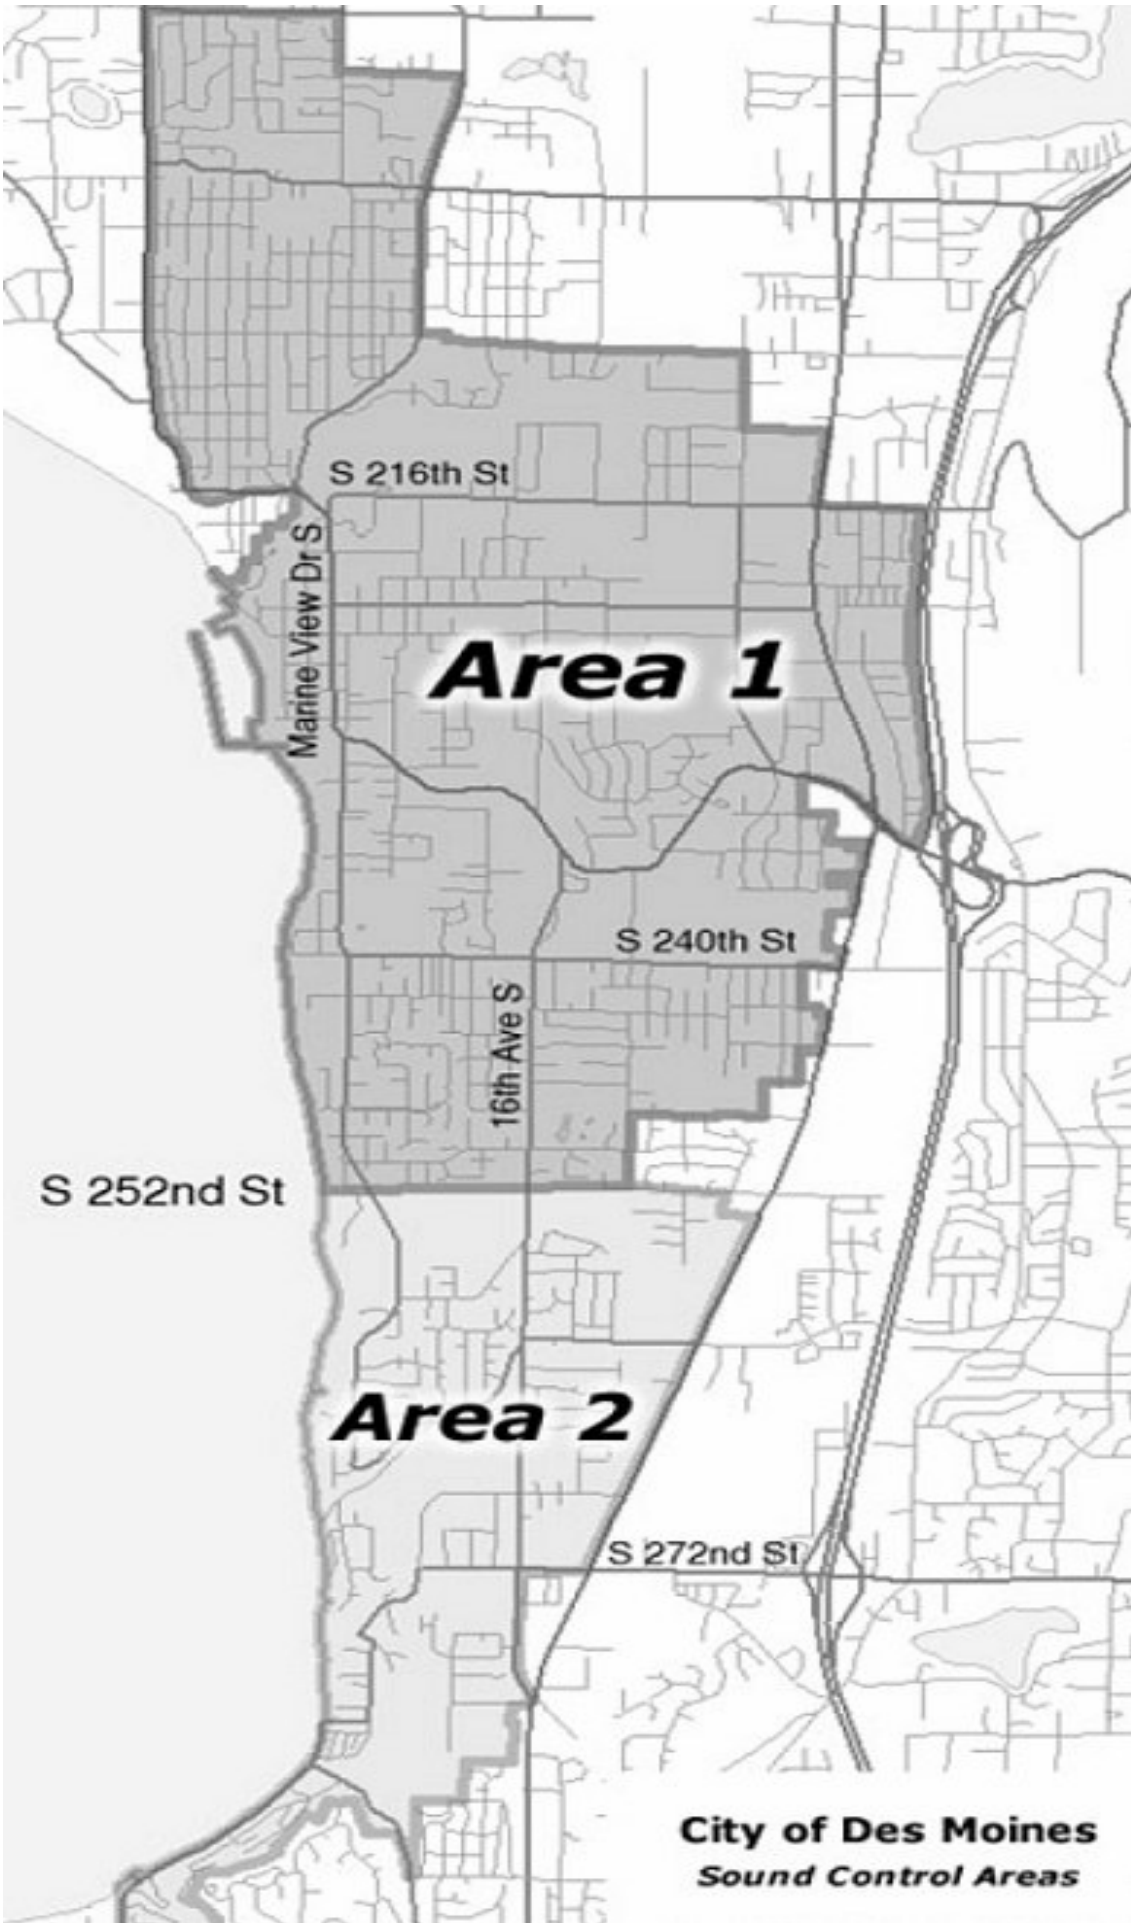 S 216th St
Marine View Dr S
Area 1
S 240th St
16th Ave S
S 252nd St
Area 2
S 272nd St
City of Des Moines
Sound Control Areas